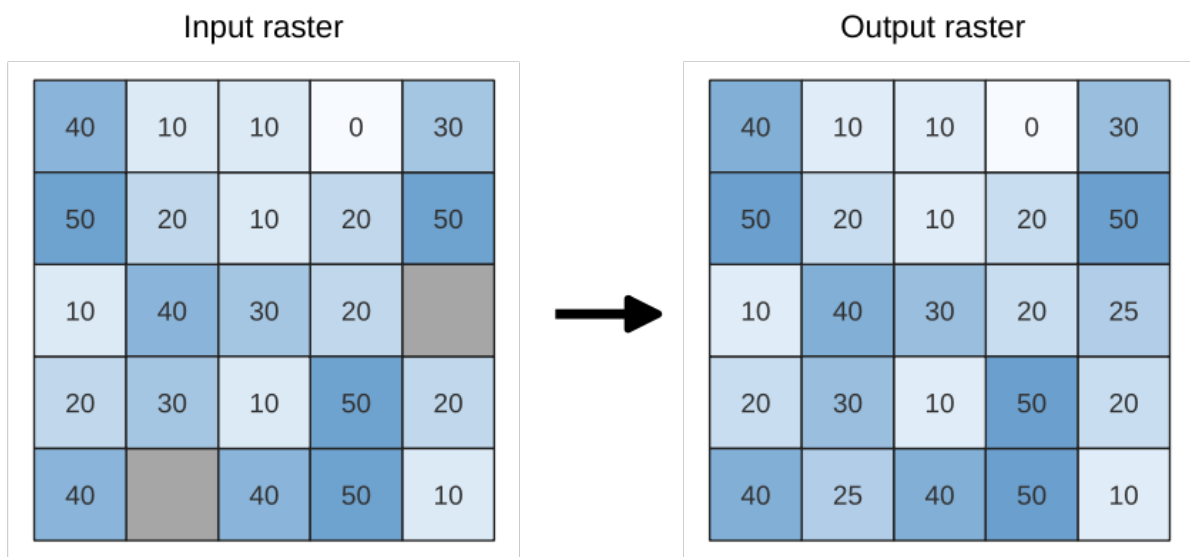 Input raster
40 10 10 0 30
50 20 10 20 50
10 40 30 20
20 30 10 50 20
40 40 50 10
Output raster
40 10 10 0 30
50 20 10 20 50
10 40 30 20 25
20 30 10 50 20
40 25 40 50 10